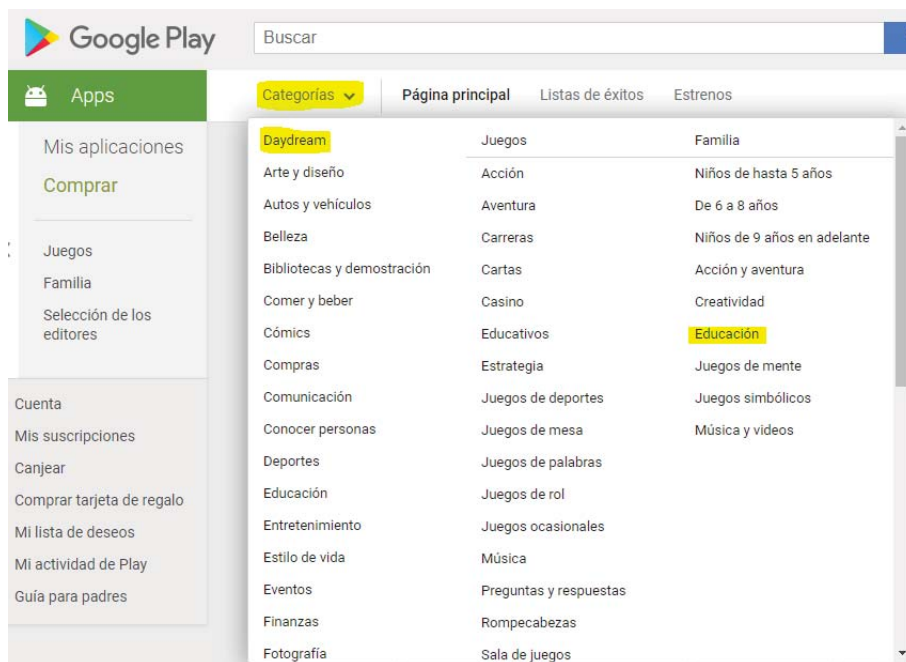 Google Play
Buscar
Apps
Categorías
Página principal
Listas de éxitos
Estrenos
Mis aplicaciones
Comprar
Juegos
Familia
Selección de los
editores
Cuenta
Mis suscripciones
Canjear
Comprar tarjeta de regalo
Mi lista de deseos
Mi actividad de Play
Guía para padres
Daydream
Arte y diseño
Autos y vehículos
Belleza
Bibliotecas y demostración
Comer y beber
Cómics
Compras
Comunicación
Conocer personas
Deportes
Educación
Entretenimiento
Estilo de vida
Eventos
Finanzas
Fotografía
Juegos
Acción
Aventura
Carreras
Cartas
Casino
Educativos
Estrategia
Juegos de deportes
Juegos de mesa
Juegos de palabras
Juegos de rol
Juegos ocasionales
Música
Preguntas y respuestas
Rompecabezas
Sala de juegos
Familia
Niños de hasta 5 años
De 6 a 8 años
Niños de 9 años en adelante
Acción y aventura
Creatividad
Educación
Juegos de mente
Juegos simbólicos
Música y videos